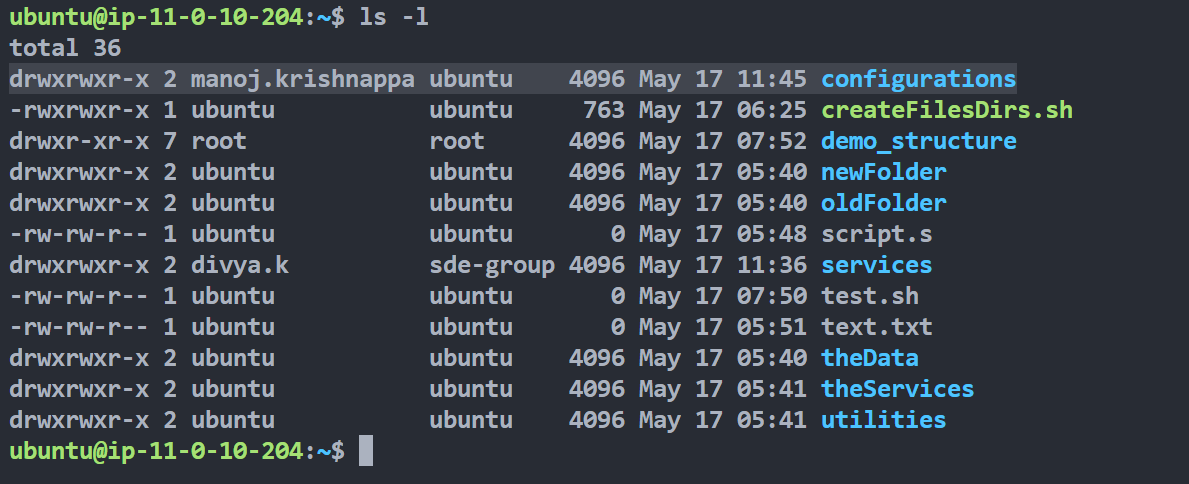 ubuntu@ip-11-0-10-204:~$ ls -l
total 36
drwxrwxr-x 2 manoj.krishnappa ubuntu    4096 May 17 11:45 configurations
-rwxrwxr-x 1 ubuntu           ubuntu     763 May 17 06:25 createFilesDirs.sh
drwxr-xr-x 7 root             root      4096 May 17 07:52 demo_structure
drwxrwxr-x 2 ubuntu           ubuntu    4096 May 17 05:40 newFolder
drwxrwxr-x 2 ubuntu           ubuntu    4096 May 17 05:40 oldFolder
-rw-rw-r-- 1 ubuntu           ubuntu       0 May 17 05:48 script.s
drwxrwxr-x 2 divya.k          sde-group 4096 May 17 11:36 services
-rw-rw-r-- 1 ubuntu           ubuntu       0 May 17 07:50 test.sh
-rw-rw-r-- 1 ubuntu           ubuntu       0 May 17 05:51 text.txt
drwxrwxr-x 2 ubuntu           ubuntu    4096 May 17 05:40 theData
drwxrwxr-x 2 ubuntu           ubuntu    4096 May 17 05:41 theServices
drwxrwxr-x 2 ubuntu           ubuntu    4096 May 17 05:41 utilities
ubuntu@ip-11-0-10-204:~$